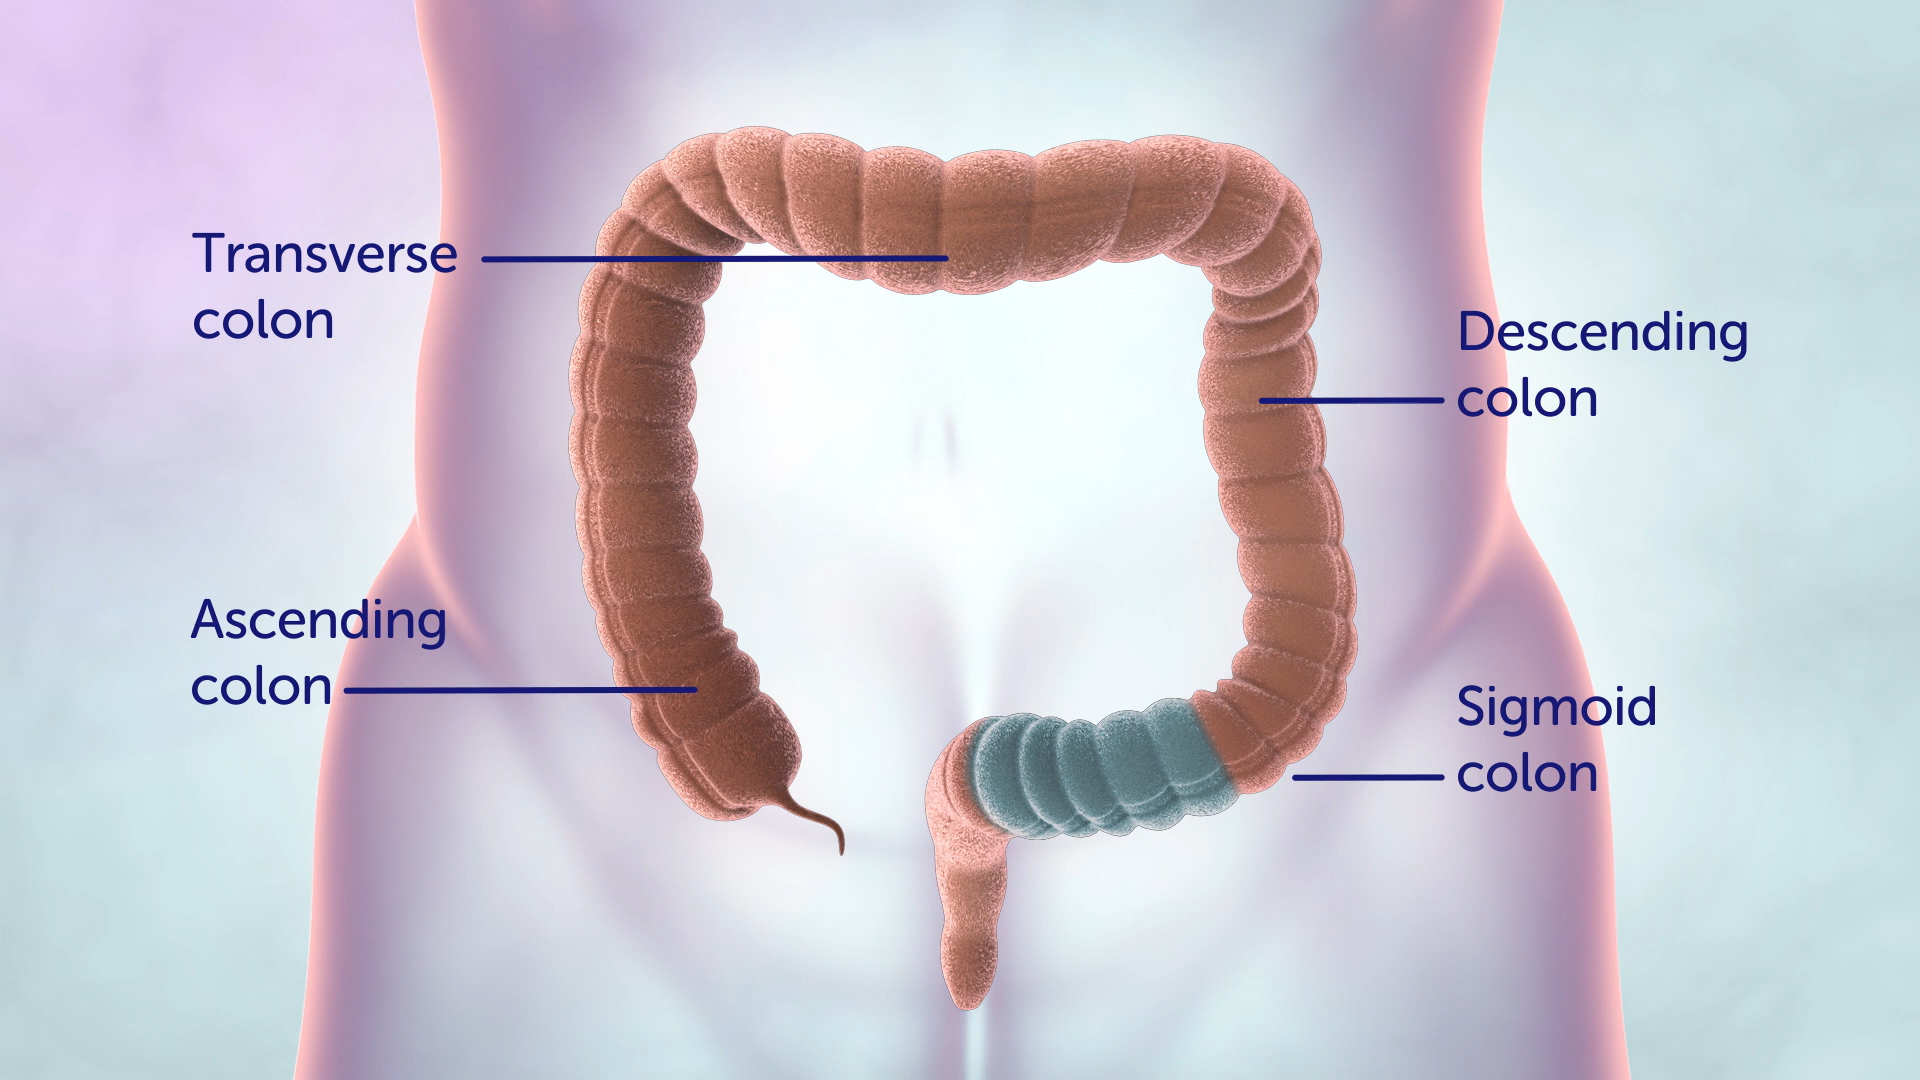 Transverse
colon
Descending
colon
Ascending
colon
Sigmoid
colon